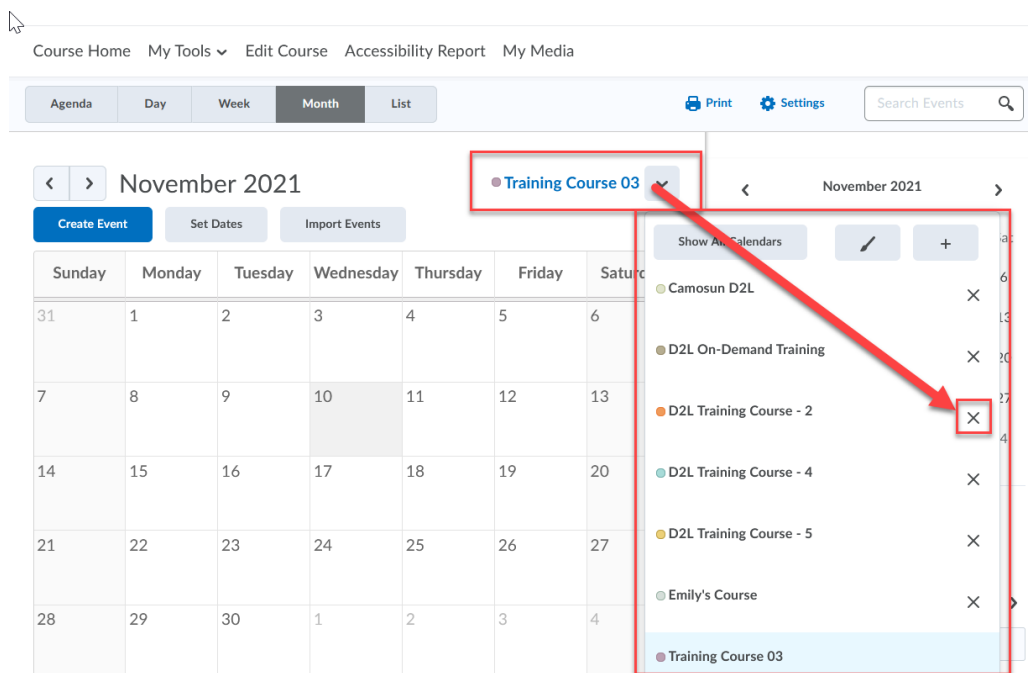 Course Home My Tools Edit Course Accessibility Report My Media
Agenda Day Week Month List Print Settings Search Events
November 2021 Training Course 03 November 2021
Create Event Set Dates Import Events
Show All Calendars +
Sunday Monday Tuesday Wednesday Thursday Friday
Camosun D2L
31 1 2 3 4 5 6
D2L On-Demand Training
7 8 9 10 11 12 13
D2L Training Course - 2
14 15 16 17 18 19 20
D2L Training Course - 4
21 22 23 24 25 26 27
D2L Training Course - 5
Emily's Course
28 29 30 1 2 3 4
Training Course 03